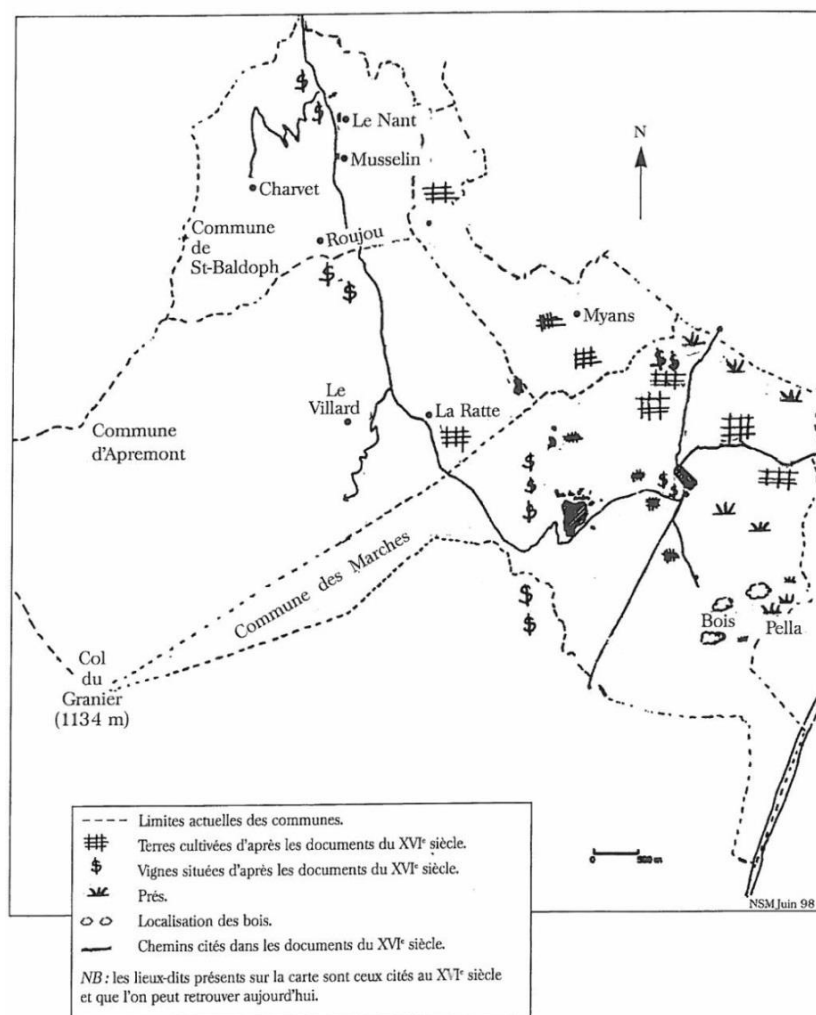 Le Nant
Musselin
N
Charvet
Commune
de
St-Baldoph
Roujou
Myans
Le
Villard
La Ratte
Commune
d'Apremont
Commune des Marches
Bois
Pella
Col
du
Granier
(1134 m)
Limites actuelles des communes.
Terres cultivées d'après les documents du XVIe siècle.
Vignes situées d'après les documents du XVIe siècle.
Prés.
Localisation des bois.
Chemins cités dans les documents du XVIe siècle.
NB : les lieux-dits présents sur la carte sont ceux cités au XVIe siècle
et que l'on peut retrouver aujourd'hui.
0 500 m
NSM Juin 98